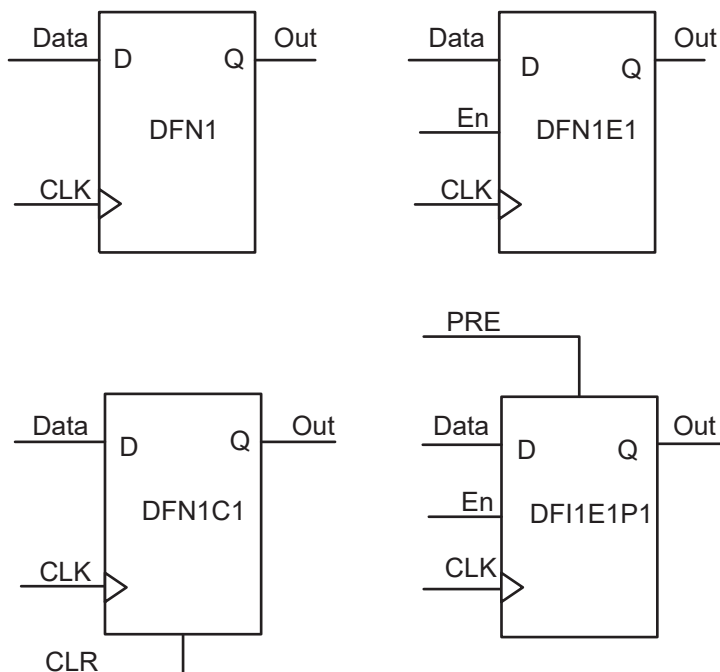 Data
D
Q
Out
DFN1
CLK
Data
D
Q
Out
En
DFN1E1
CLK
Data
D
Q
Out
DFN1C1
CLK
CLR
PRE
Data
D
Q
Out
En
DFI1E1P1
CLK